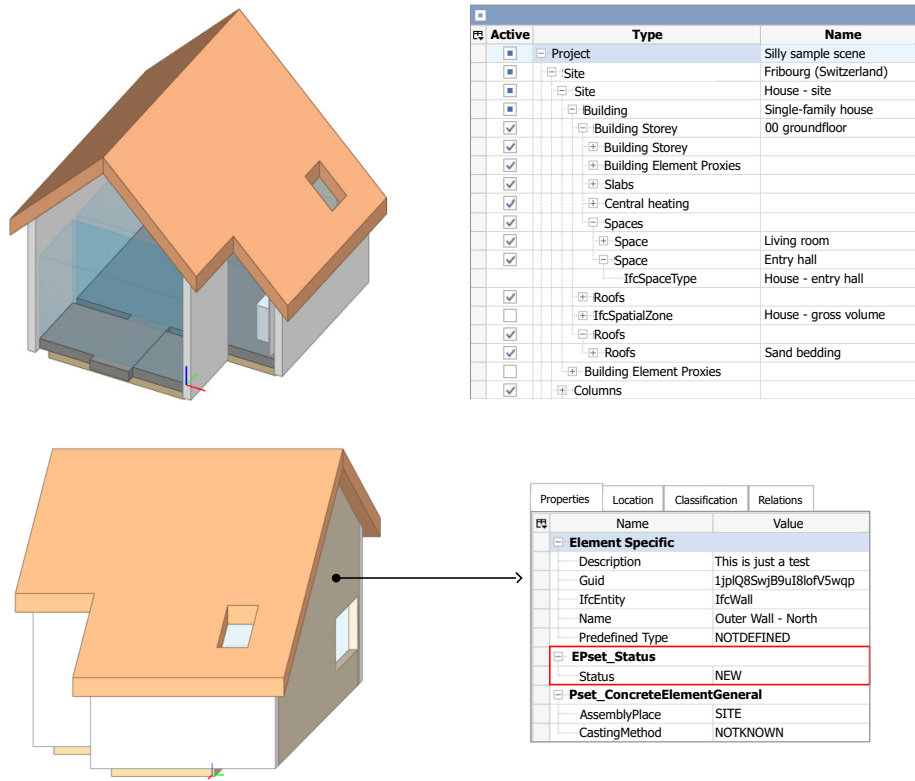 Active Type Name
Project Silly sample scene
Site Fribourg (Switzerland)
Site House - site
Building Single-family house
Building Storey 00 groundfloor
Building Storey
Building Element Proxies
Slabs
Central heating
Spaces
Space Living room
Space Entry hall
IfcSpaceType House - entry hall
Roofs
IfcSpatialZone House - gross volume
Roofs
Roofs Sand bedding
Building Element Proxies
Columns
Properties Location Classification Relations
Name Value
Element Specific
Description This is just a test
Guid 1jplQ8SwjB9uI8lofV5wqp
IfcEntity IfcWall
Name Outer Wall - North
Predefined Type NOTDEFINED
EPset_Status
Status NEW
Pset_ConcreteElementGeneral
AssemblyPlace SITE
CastingMethod NOTKNOWN